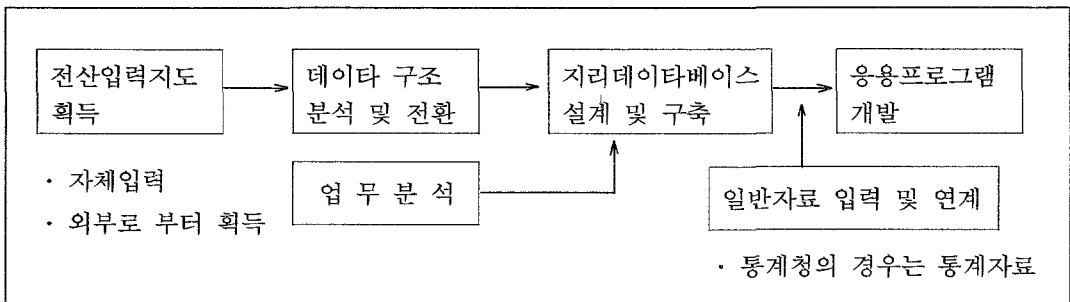 전산입력지도
획득
데이타 구조
분석 및 전환
지리데이타베이스
설계 및 구축
응용프로그램
개발
· 자체입력
· 외부로 부터 획득
업 무 분 석
일반자료 입력 및 연계
· 통계청의 경우는 통계자료